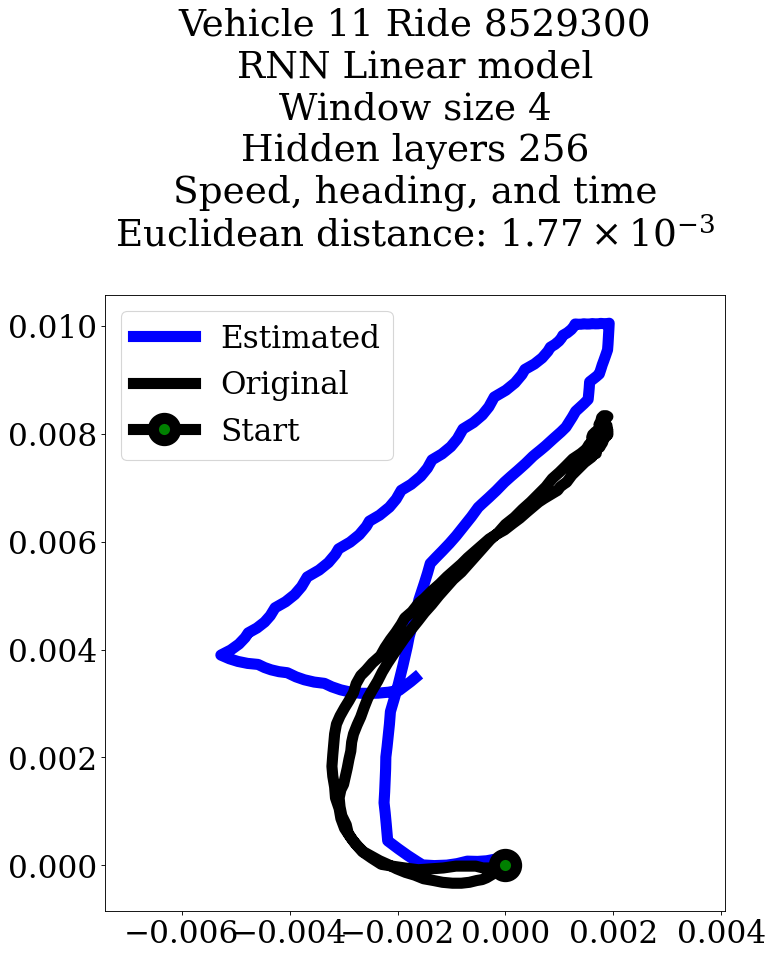 Vehicle 11 Ride 8529300
RNN Linear model
Window size 4
Hidden layers 256
Speed, heading, and time
Euclidean distance: 1.77 × 10⁻³
Estimated
Original
Start
0.010
0.008
0.006
0.004
0.002
0.000
−0.006 −0.004 −0.002 0.000 0.002 0.004